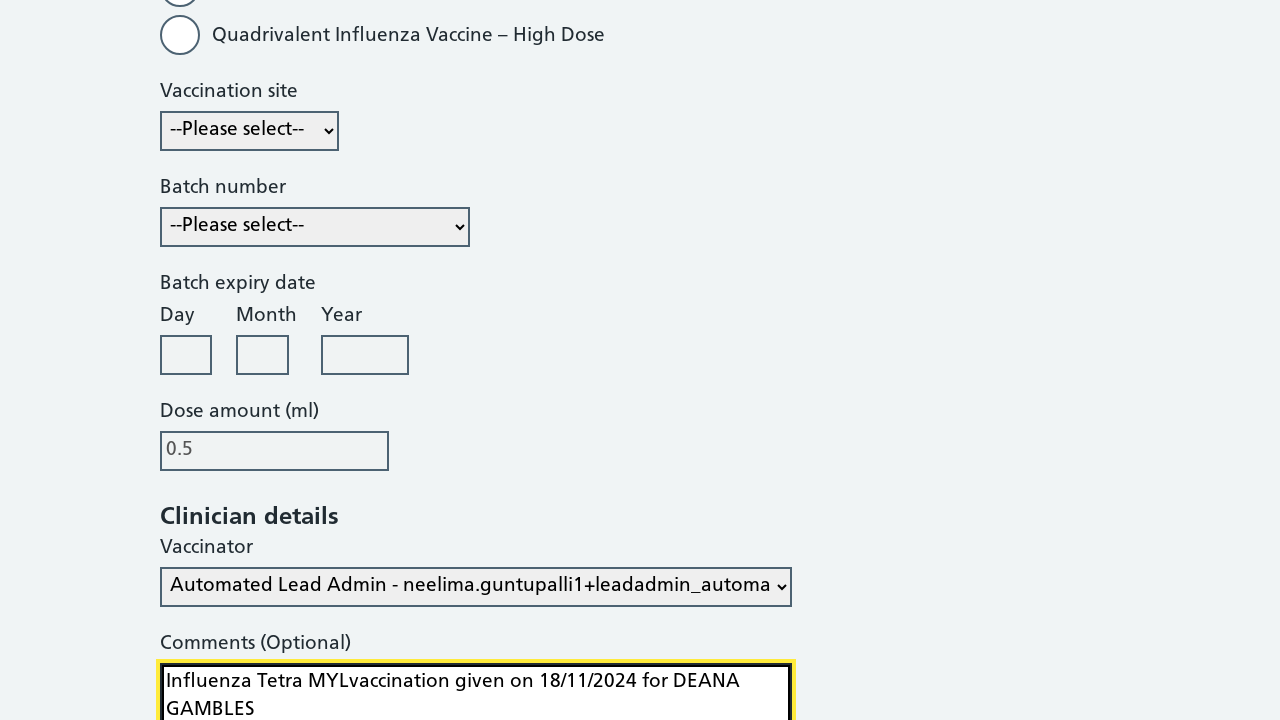 Quadrivalent Influenza Vaccine – High Dose
Vaccination site
--Please select--
Batch number
--Please select--
Batch expiry date
Day Month Year
Dose amount (ml)
0.5
Clinician details
Vaccinator
Automated Lead Admin - neelima.guntupalli1+leadadmin_automa
Comments (Optional)
Influenza Tetra MYLvaccination given on 18/11/2024 for DEANA
GAMBLES